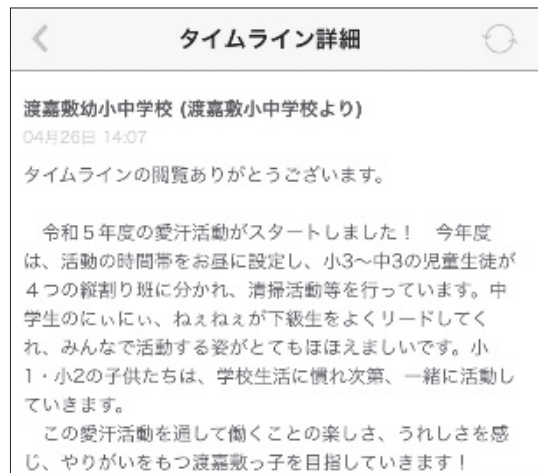 タイムライン詳細
渡嘉敷幼小中学校 (渡嘉敷小中学校より)
04月26日 14:07
タイムラインの閲覧ありがとうございます。
　令和５年度の愛汗活動がスタートしました！　今年度
は、活動の時間帯をお昼に設定し、小3～中3の児童生徒が
４つの縦割り班に分かれ、清掃活動等を行っています。中
学生のにぃにぃ、ねぇねぇが下級生をよくリードしてく
れ、みんなで活動する姿がとてもほほえましいです。小
1・小2の子供たちは、学校生活に慣れ次第、一緒に活動し
ていきます。
　この愛汗活動を通して働くことの楽しさ、うれしさを感
じ、やりがいをもつ渡嘉敷っ子を目指していきます！